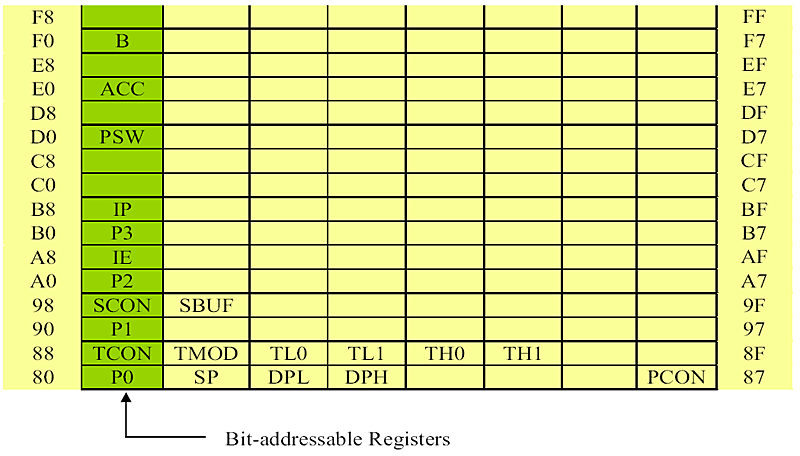 F8 FF
F0 B F7
E8 EF
E0 ACC E7
D8 DF
D0 PSW D7
C8 CF
C0 C7
B8 IP BF
B0 P3 B7
A8 IE AF
A0 P2 A7
98 SCON SBUF 9F
90 P1 97
88 TCON TMOD TL0 TL1 TH0 TH1 8F
80 P0 SP DPL DPH PCON 87
Bit-addressable Registers